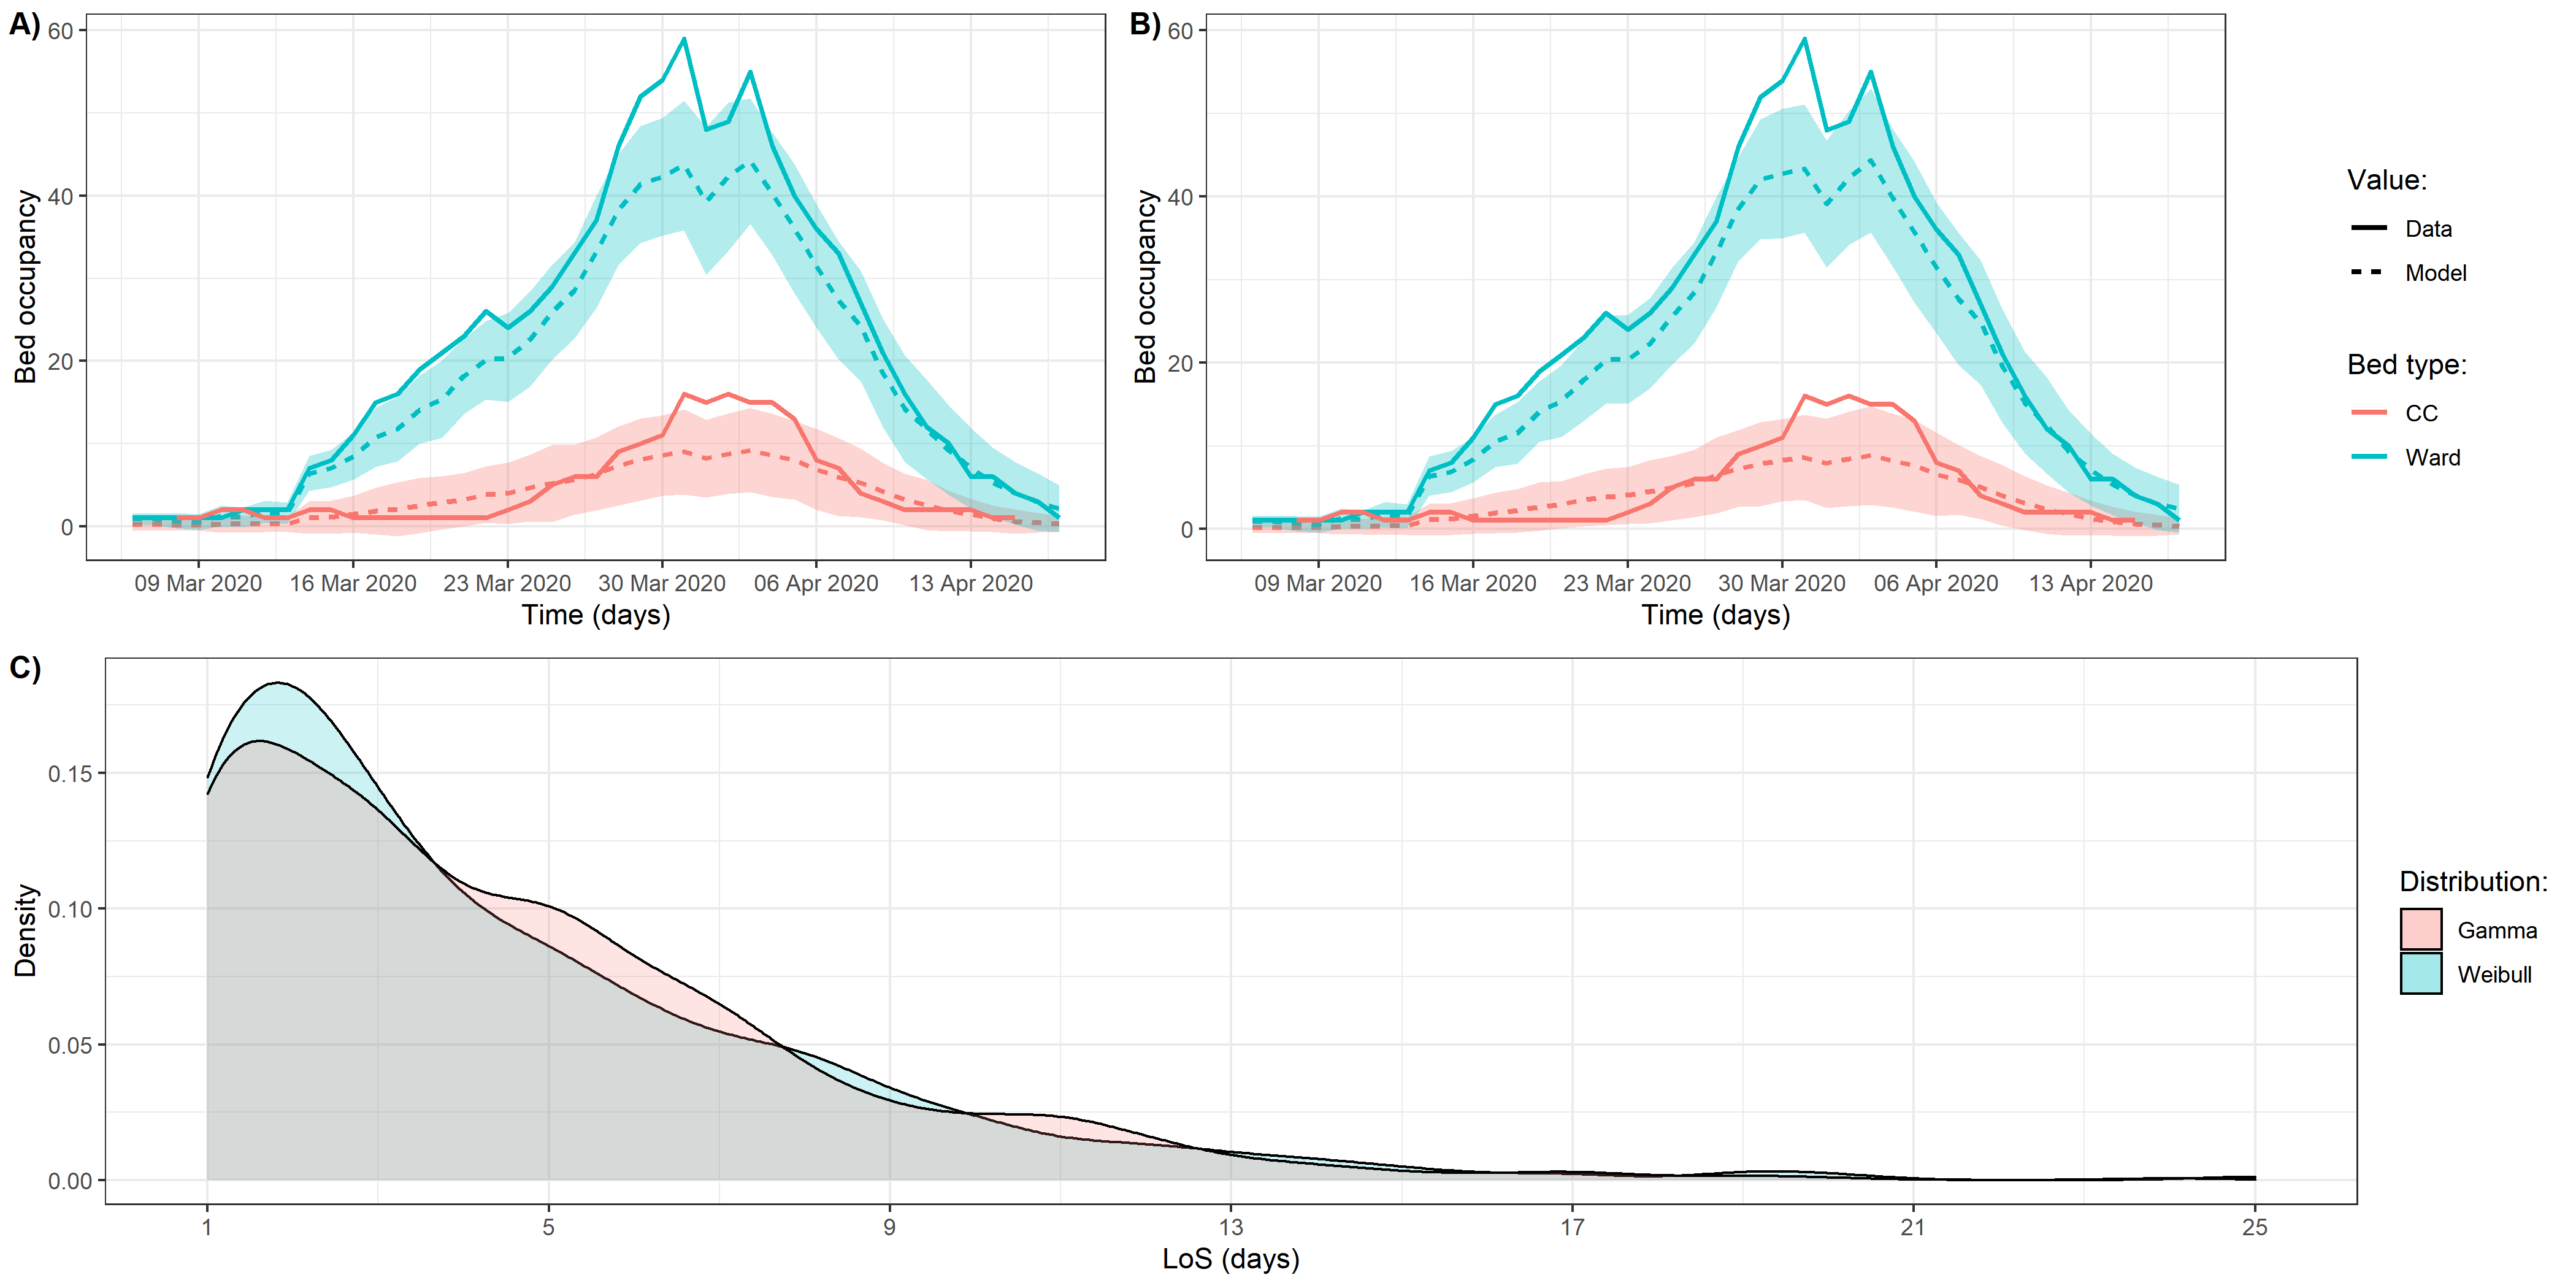 A)
60
40
20
0
Bed occupancy
09 Mar 2020 16 Mar 2020 23 Mar 2020 30 Mar 2020 06 Apr 2020 13 Apr 2020
Time (days)
B)
60
40
20
0
Bed occupancy
09 Mar 2020 16 Mar 2020 23 Mar 2020 30 Mar 2020 06 Apr 2020 13 Apr 2020
Time (days)
Value:
Data
Model
Bed type:
CC
Ward
C)
0.15
0.10
0.05
0.00
Density
1 5 9 13 17 21 25
LoS (days)
Distribution:
Gamma
Weibull